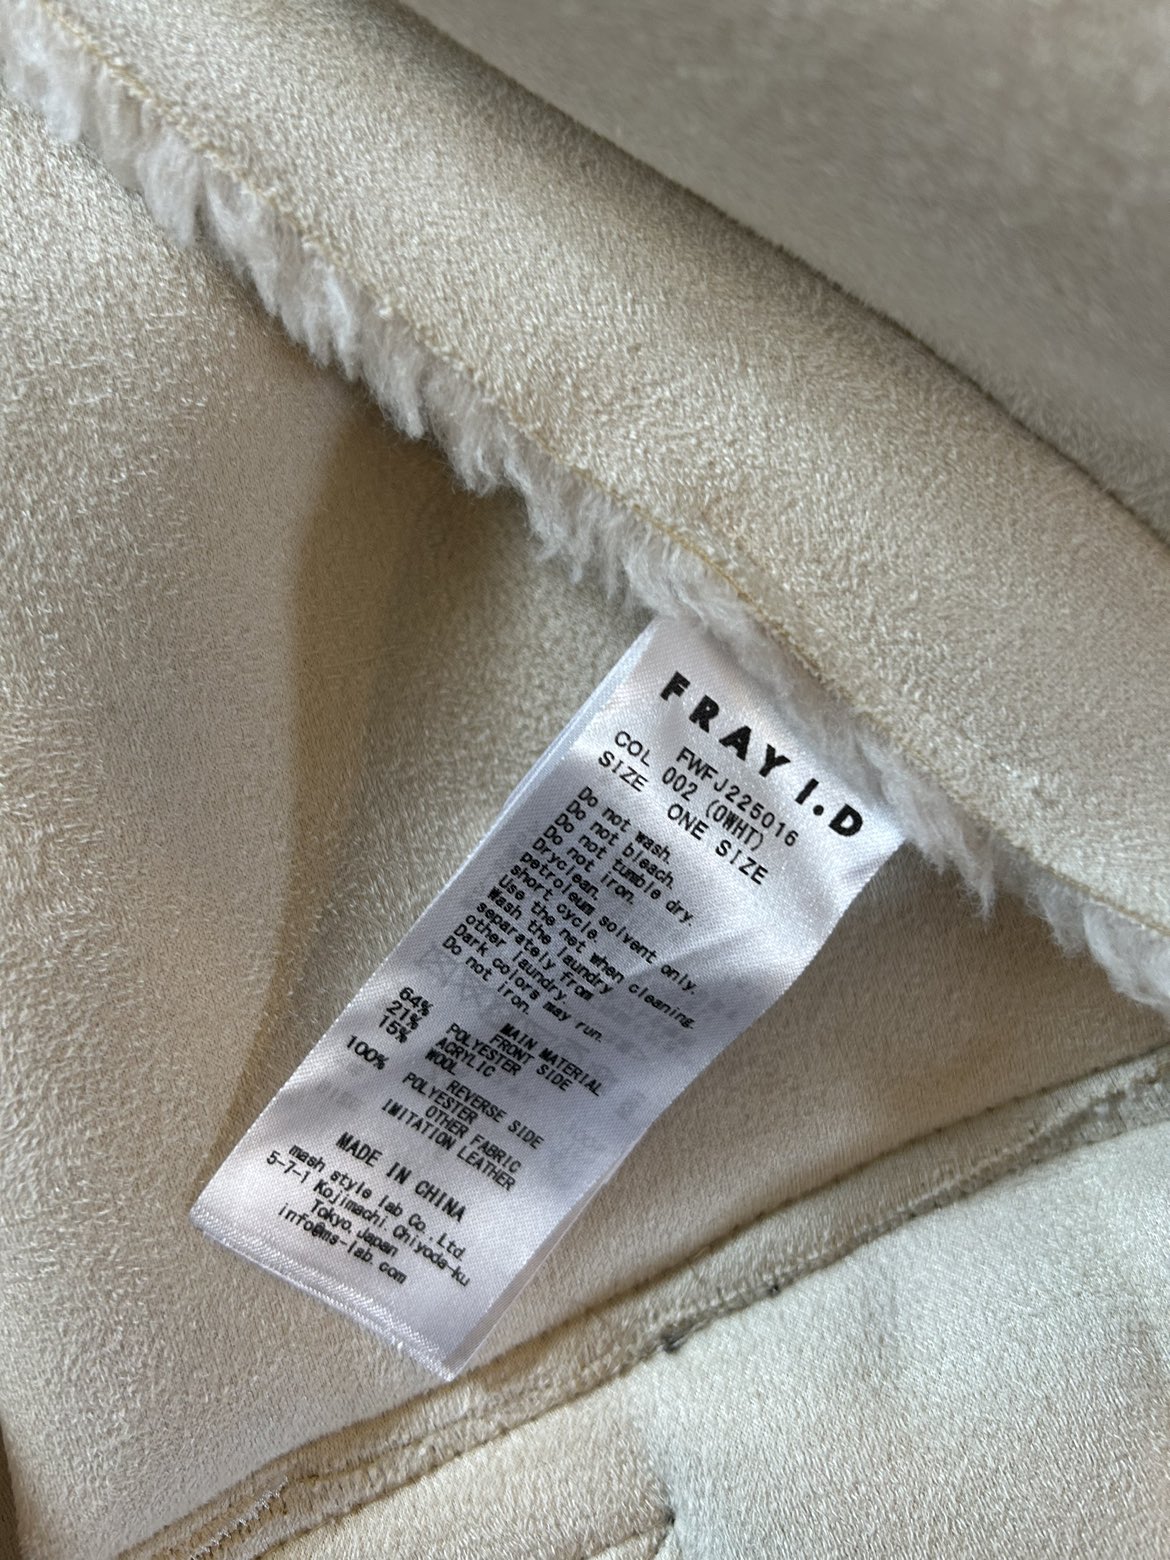 FRAY I.D
FWFJ225016
COL 002 (OWHT)
SIZE ONE SIZE
Do not wash.
Do not bleach.
Do not tumble dry.
Do not iron.
Dryclean.
petroleum solvent only.
short cycle.
Use the net when cleaning.
Wash the laundry
separately from
other laundry.
Dark colors may run.
Do not iron.
MAIN MATERIAL
FRONT SIDE
64% POLYESTER
21% ACRYLIC
15% WOOL
REVERSE SIDE
100% POLYESTER
OTHER FABRIC
IMITATION LEATHER
MADE IN CHINA
mash style lab Co.,Ltd.
5-7-1 Kojimachi.Chiyoda-ku
Tokyo.Japan
info@ms-lab.com